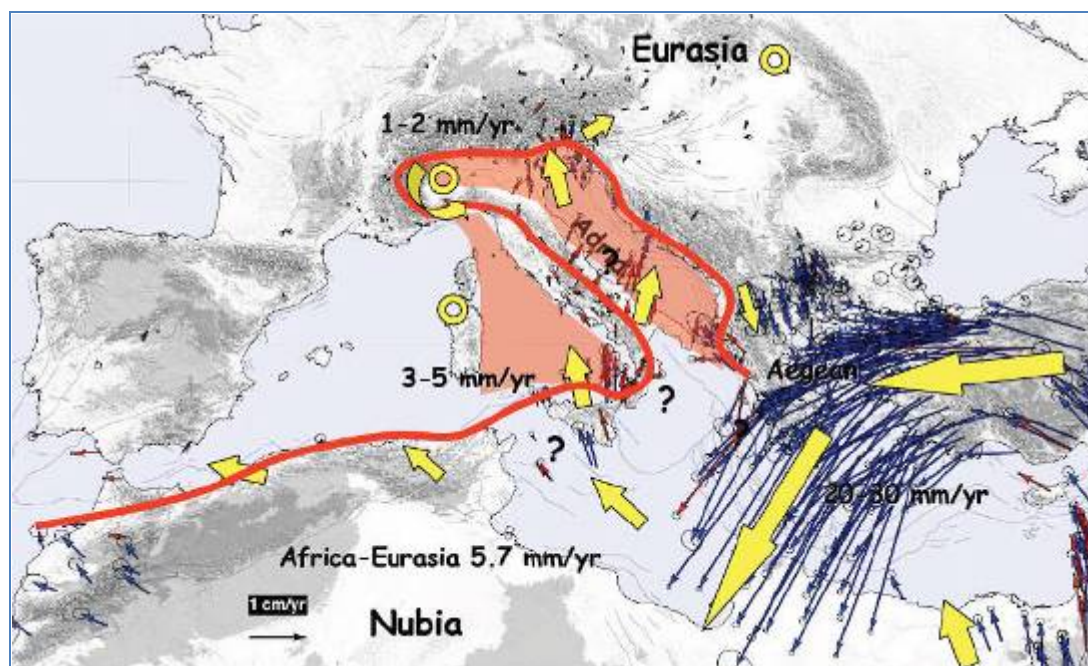 Eurasia
1-2 mm/yr
Adria
?
3-5 mm/yr
Aegean
?
?
?
20-30 mm/yr
Africa-Eurasia 5.7 mm/yr
1 cm/yr
Nubia